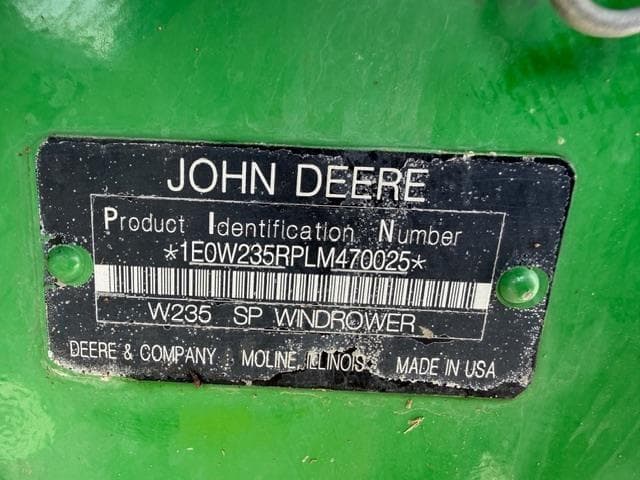 JOHN DEERE
Product Identification Number
*1E0W235RPLM470025*
W235 SP WINDROWER
DEERE & COMPANY MOLINE, ILLINOIS MADE IN USA